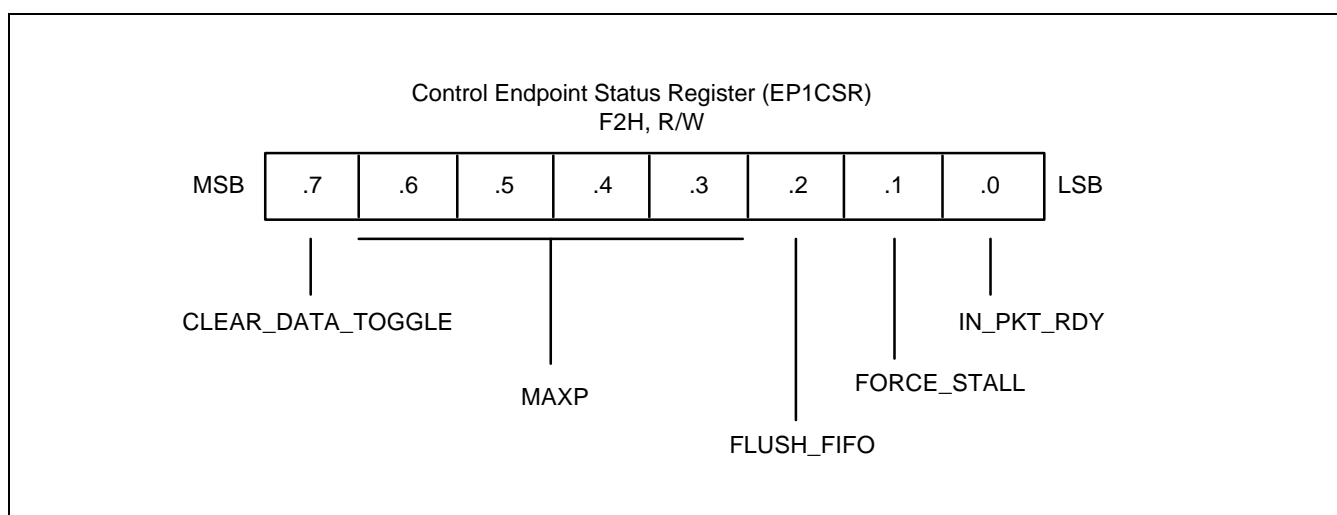 Control Endpoint Status Register (EP1CSR)
F2H, R/W
MSB .7 .6 .5 .4 .3 .2 .1 .0 LSB
CLEAR_DATA_TOGGLE IN_PKT_RDY
FORCE_STALL
MAXP
FLUSH_FIFO